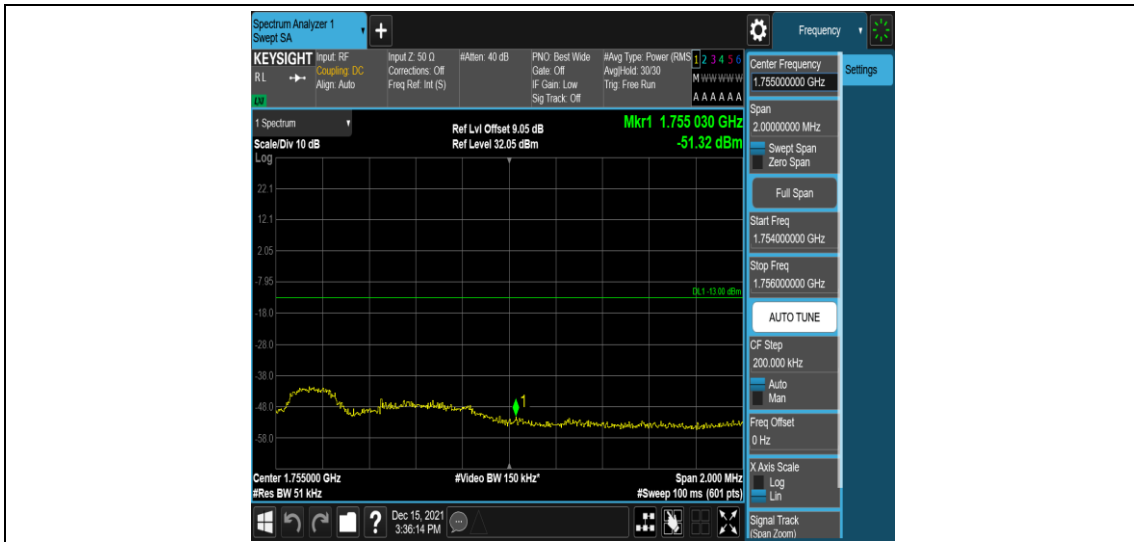 Spectrum Analyzer 1
Swept SA
+
Frequency
KEYSIGHT
RL
LXI
Input: RF
Coupling: DC
Align: Auto
Input Z: 50 Ω
Corrections: Off
Freq Ref: Int (S)
#Atten: 40 dB
PNO: Best Wide
Gate: Off
IF Gain: Low
Sig Track: Off
#Avg Type: Power (RMS
Avg|Hold: 30/30
Trig: Free Run
1 2 3 4 5 6
M W W W W W
A A A A A A
1 Spectrum
Scale/Div 10 dB
Log
Ref Lvl Offset 9.05 dB
Ref Level 32.05 dBm
Mkr1 1.755 030 GHz
-51.32 dBm
22.1
12.1
2.05
-7.95
DL1 -13.00 dBm
-18.0
-28.0
-38.0
-48.0
1
-58.0
Center 1.755000 GHz
#Res BW 51 kHz
#Video BW 150 kHz*
Span 2.000 MHz
#Sweep 100 ms (601 pts)
Center Frequency
1.755000000 GHz
Settings
Span
2.00000000 MHz
Swept Span
Zero Span
Full Span
Start Freq
1.754000000 GHz
Stop Freq
1.756000000 GHz
AUTO TUNE
CF Step
200.000 kHz
Auto
Man
Freq Offset
0 Hz
X Axis Scale
Log
Lin
Signal Track
(Span Zoom)
?
Dec 15, 2021
3:36:14 PM